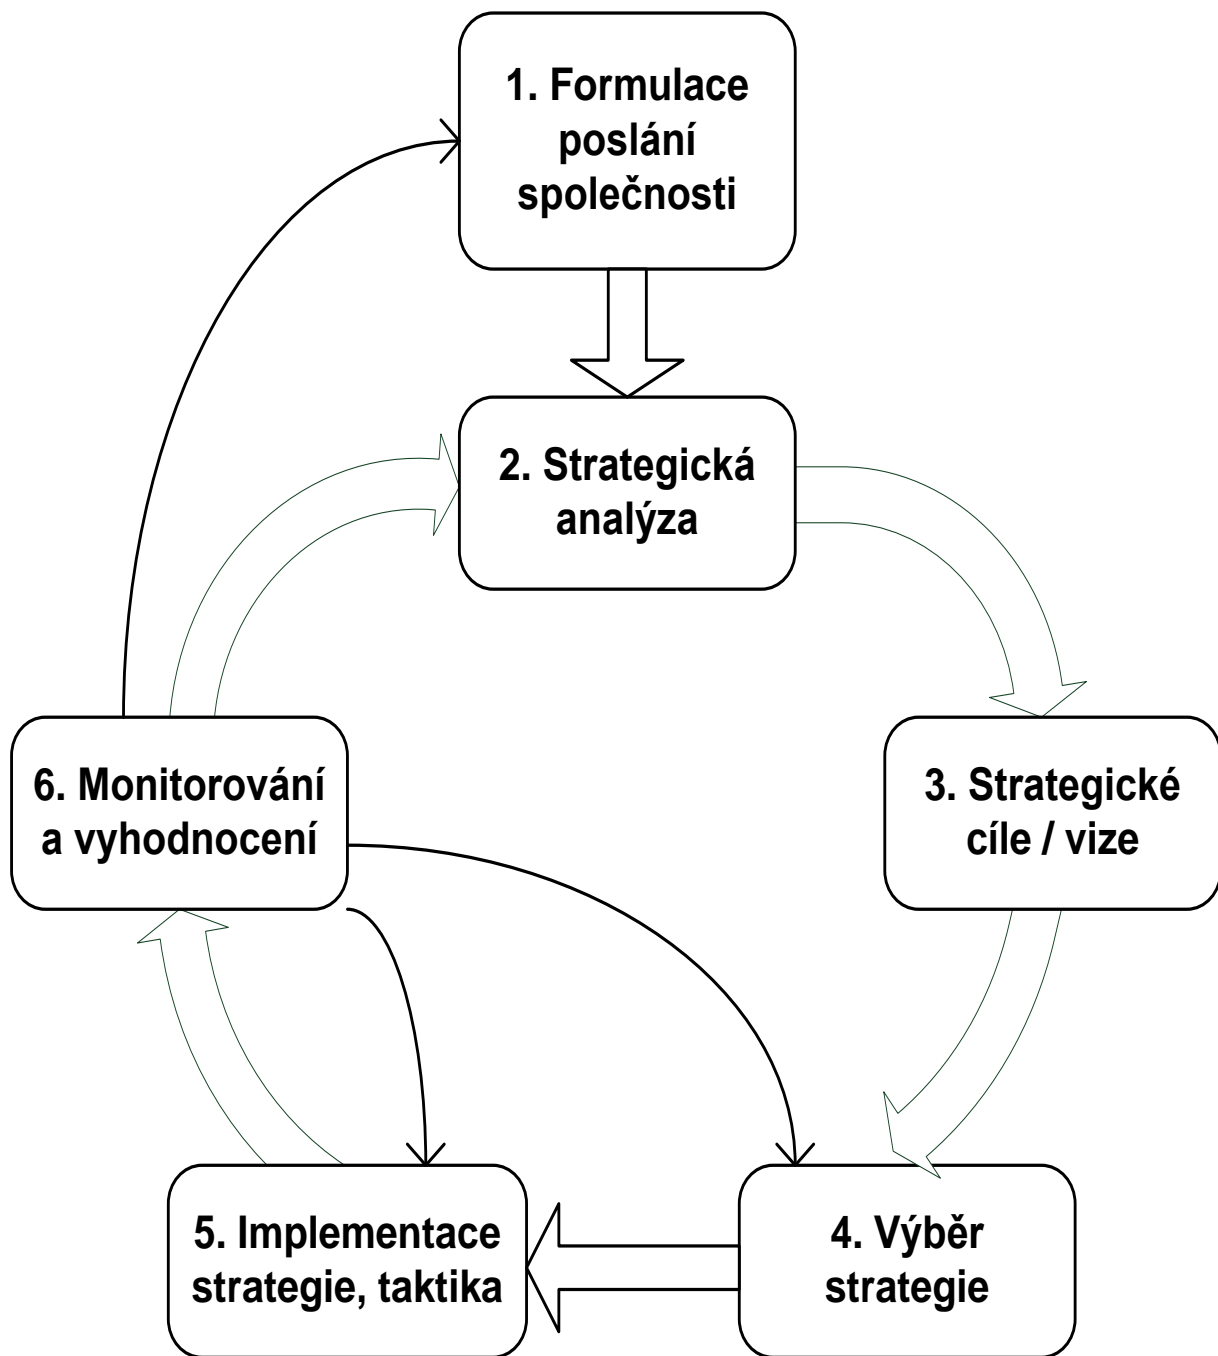 1. Formulace
poslání
společnosti
2. Strategická
analýza
6. Monitorování
a vyhodnocení
3. Strategické
cíle / vize
5. Implementace
strategie, taktika
4. Výběr
strategie